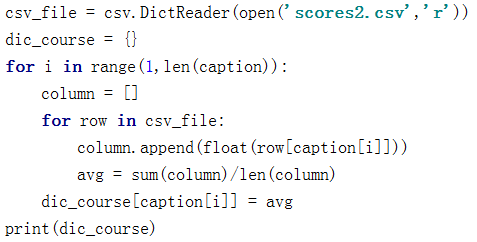 csv_file = csv.DictReader(open('scores2.csv','r'))
dic_course = {}
for i in range(1,len(caption)):
    column = []
    for row in csv_file:
        column.append(float(row[caption[i]]))
        avg = sum(column)/len(column)
    dic_course[caption[i]] = avg
print(dic_course)